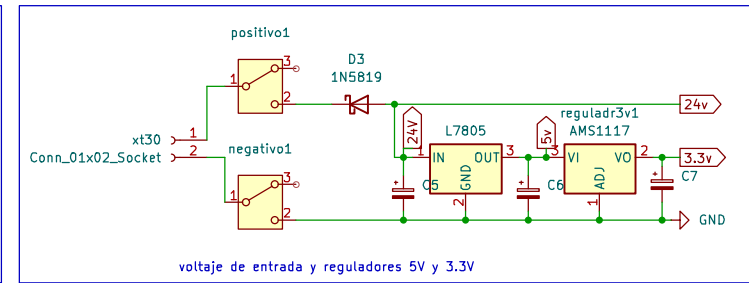 positivo1
3
1
2
D3
1N5819
24v
xt30
1
Conn_01x02_Socket
2
negativo1
3
1
2
24V
1
L7805
IN
OUT
GND
2
3
5v
reguladr3v1
AMS1117
3
VI
VO
ADJ
1
2
3.3v
+
C5
+
C6
+
C7
GND
voltaje de entrada y reguladores 5V y 3.3V